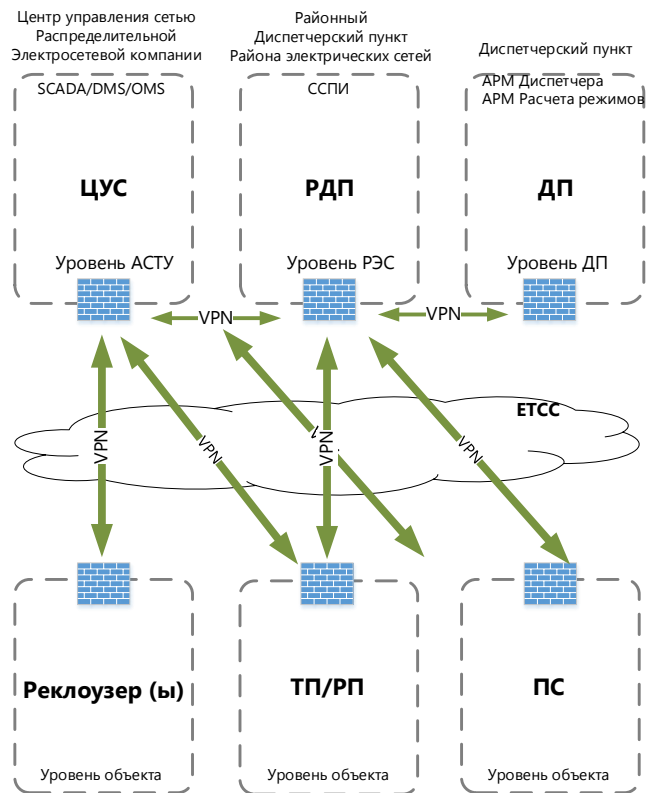 Центр управления сетью
Распределительной
Электросетевой компании
Районный
Диспетчерский пункт
Района электрических сетей
Диспетчерский пункт
SCADA/DMS/OMS
ССПИ
АРМ Диспетчера
АРМ Расчета режимов
ЦУС
РДП
ДП
Уровень АСТУ
Уровень РЭС
Уровень ДП
VPN
VPN
ЕТСС
VPN
VPN
VPN
VPN
Реклоузер (ы)
ТП/РП
ПС
Уровень объекта
Уровень объекта
Уровень объекта